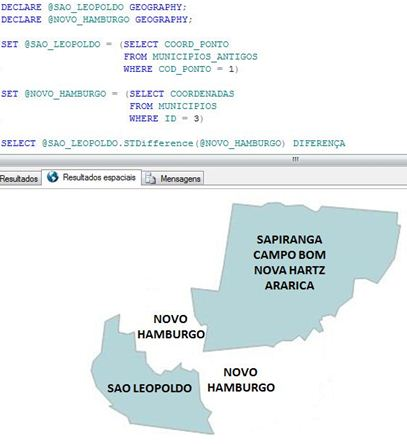 DECLARE @SAO_LEOPOLDO GEOGRAPHY;
DECLARE @NOVO_HAMBURGO GEOGRAPHY;
SET @SAO_LEOPOLDO = (SELECT COORD_PONTO
FROM MUNICIPIOS_ANTIGOS
WHERE COD_PONTO = 1)
SET @NOVO_HAMBURGO = (SELECT COORDENADAS
FROM MUNICIPIOS
WHERE ID = 3)
SELECT @SAO_LEOPOLDO.STDifference(@NOVO_HAMBURGO) DIFERENÇA
Resultados Resultados espaciais Mensagens
SAPIRANGA
CAMPO BOM
NOVA HARTZ
ARARICA
NOVO
HAMBURGO
NOVO
HAMBURGO
SAO LEOPOLDO